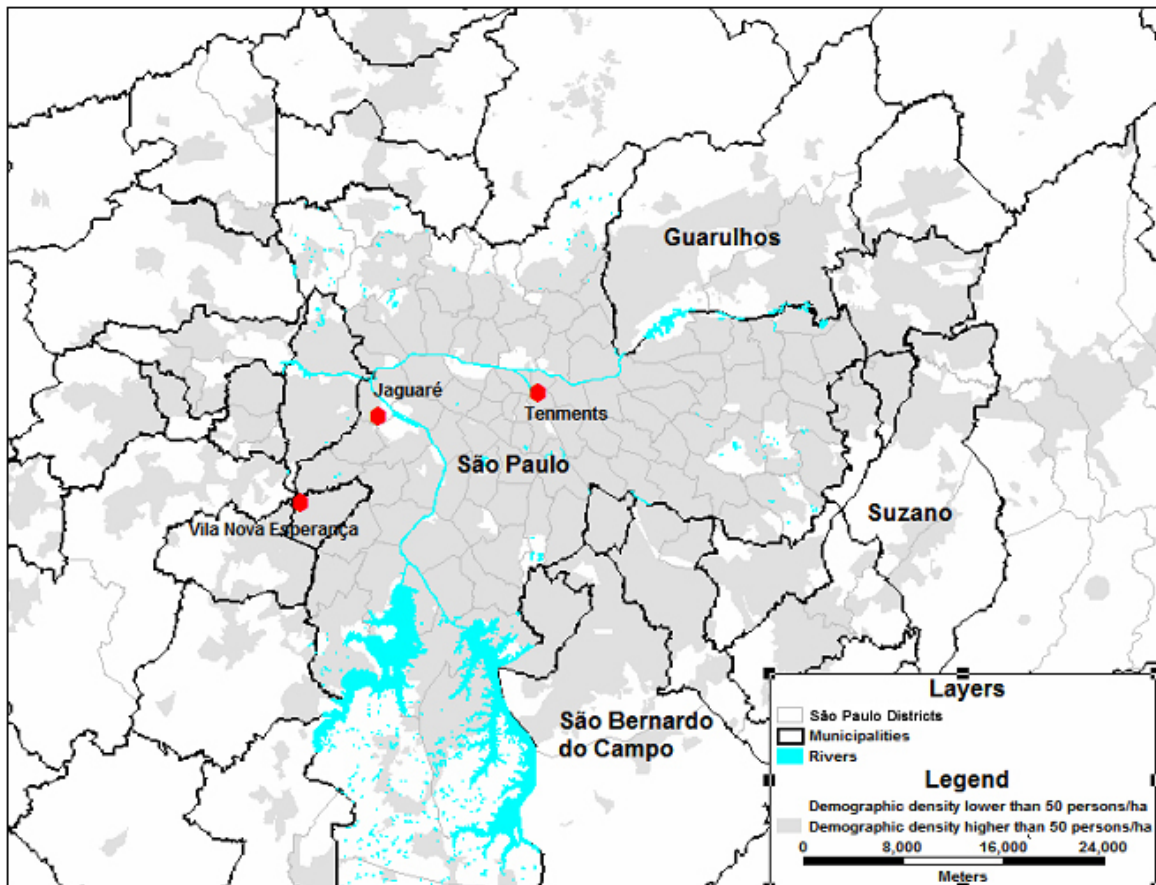 Guarulhos
Jaguaré
Tenments
São Paulo
Suzano
Vila Nova Esperança
São Bernardo
do Campo
Layers
São Paulo Districts
Municipalities
Rivers
Legend
Demographic density lower than 50 persons/ha
Demographic density higher than 50 persons/ha
0 8,000 16,000 24,000
Meters